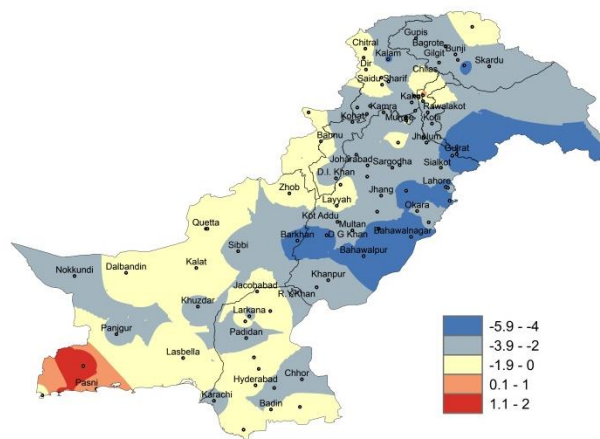 Chitral
Gupis
Bagrote
Kalam
Gilgit
Bunji
Dir
Skardu
Chilas
Saidu Sharif
Kakul
Kamra
Rawalakot
Kohat
Murree
Kotli
Bannu
Jhelum
Gujrat
Joharabad
Sargodha
Sialkot
D.I. Khan
Lahore
Zhob
Jhang
Layyah
Okara
Kot Addu
Quetta
Multan
Sibbi
Barkhan
D G Khan
Bahawalnagar
Bahawalpur
Nokkundi
Dalbandin
Kalat
Khanpur
Jacobabad
R.Y.Khan
Khuzdar
Larkana
Panjgur
Padidan
Lasbella
Pasni
Hyderabad
Chhor
Karachi
Badin
-5.9 - -4
-3.9 - -2
-1.9 - 0
0.1 - 1
1.1 - 2